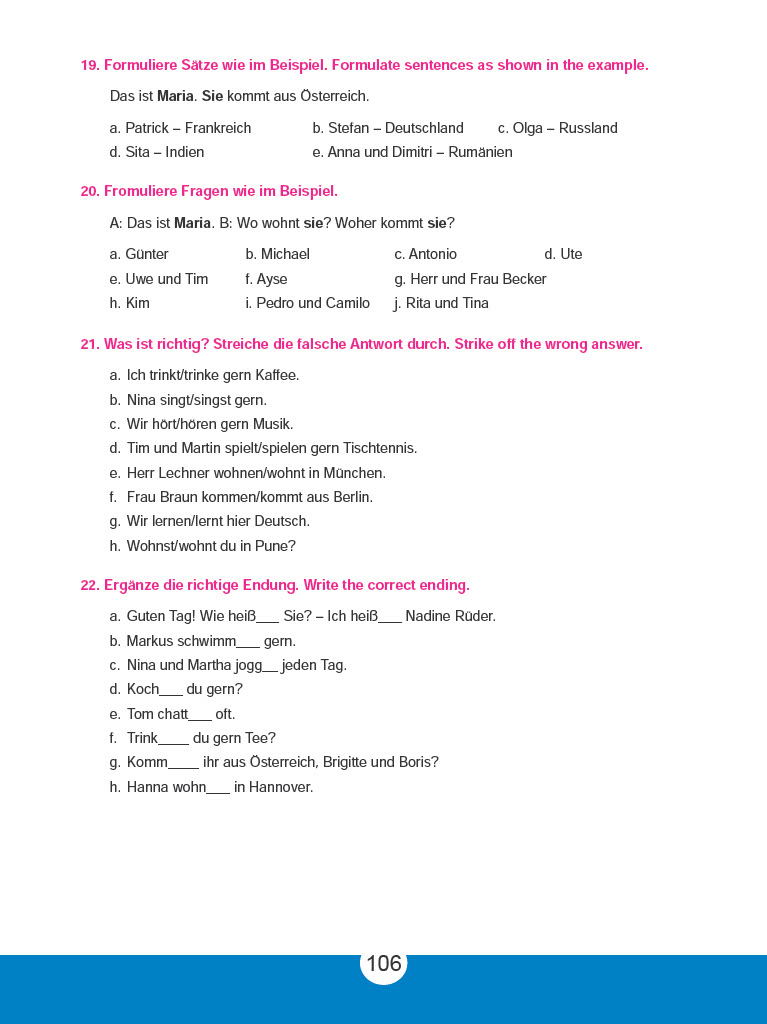 19. Formuliere Sätze wie im Beispiel. Formulate sentences as shown in the example.
Das ist Maria. Sie kommt aus Österreich.
a. Patrick – Frankreich b. Stefan – Deutschland c. Olga – Russland
d. Sita – Indien e. Anna und Dimitri – Rumänien
20. Fromuliere Fragen wie im Beispiel.
A: Das ist Maria. B: Wo wohnt sie? Woher kommt sie?
a. Günter b. Michael c. Antonio d. Ute
e. Uwe und Tim f. Ayse g. Herr und Frau Becker
h. Kim i. Pedro und Camilo j. Rita und Tina
21. Was ist richtig? Streiche die falsche Antwort durch. Strike off the wrong answer.
a. Ich trinkt/trinke gern Kaffee.
b. Nina singt/singst gern.
c. Wir hört/hören gern Musik.
d. Tim und Martin spielt/spielen gern Tischtennis.
e. Herr Lechner wohnen/wohnt in München.
f. Frau Braun kommen/kommt aus Berlin.
g. Wir lernen/lernt hier Deutsch.
h. Wohnst/wohnt du in Pune?
22. Ergänze die richtige Endung. Write the correct ending.
a. Guten Tag! Wie heiß___ Sie? – Ich heiß___ Nadine Rüder.
b. Markus schwimm___ gern.
c. Nina und Martha jogg__ jeden Tag.
d. Koch___ du gern?
e. Tom chatt___ oft.
f. Trink____ du gern Tee?
g. Komm____ ihr aus Österreich, Brigitte und Boris?
h. Hanna wohn___ in Hannover.
106